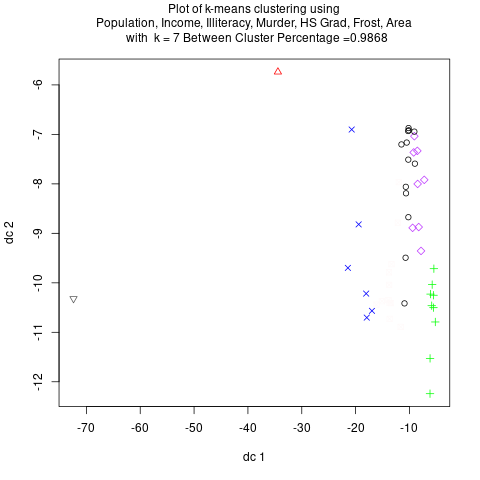 Plot of k-means clustering using
Population, Income, Illiteracy, Murder, HS Grad, Frost, Area
with k = 7 Between Cluster Percentage =0.9868
-6
-7
-8
-9
-10
-11
-12
dc 2
-70 -60 -50 -40 -30 -20 -10
dc 1